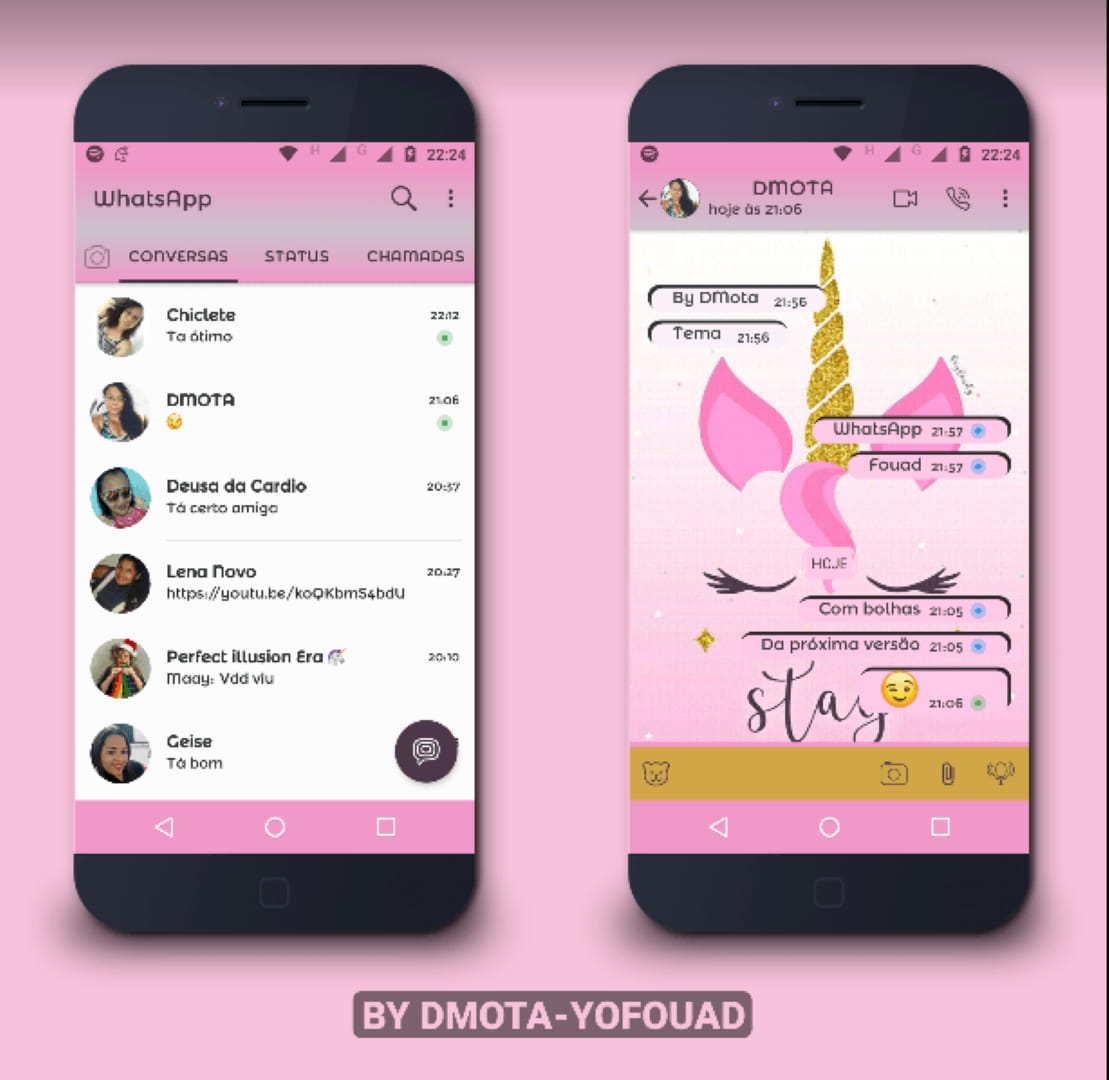 H G 22:24
WhatsApp
CONVERSAS STATUS CHAMADAS
Chiclete 22:12
Ta ótimo
DMOTA 21:06
Deusa da Cardio 20:37
Tá certo amiga
Lena Novo 20:27
https://youtu.be/koQKbmS4bdU
Perfect illusion Éra 20:10
Maay: Vdd viu
Geise
Tá bom
H G 22:24
DMOTA
hoje às 21:06
By DMota 21:56
Tema 21:56
WhatsApp 21:57
Fouad 21:57
HOJE
Com bolhas 21:05
Da próxima versão 21:05
21:06
stay
BY DMOTA-YOFOUAD